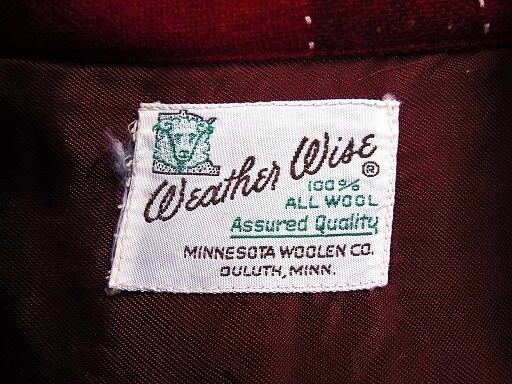 Weather Wise ®
100%
ALL WOOL
Assured Quality
MINNESOTA WOOLEN CO.
DULUTH, MINN.